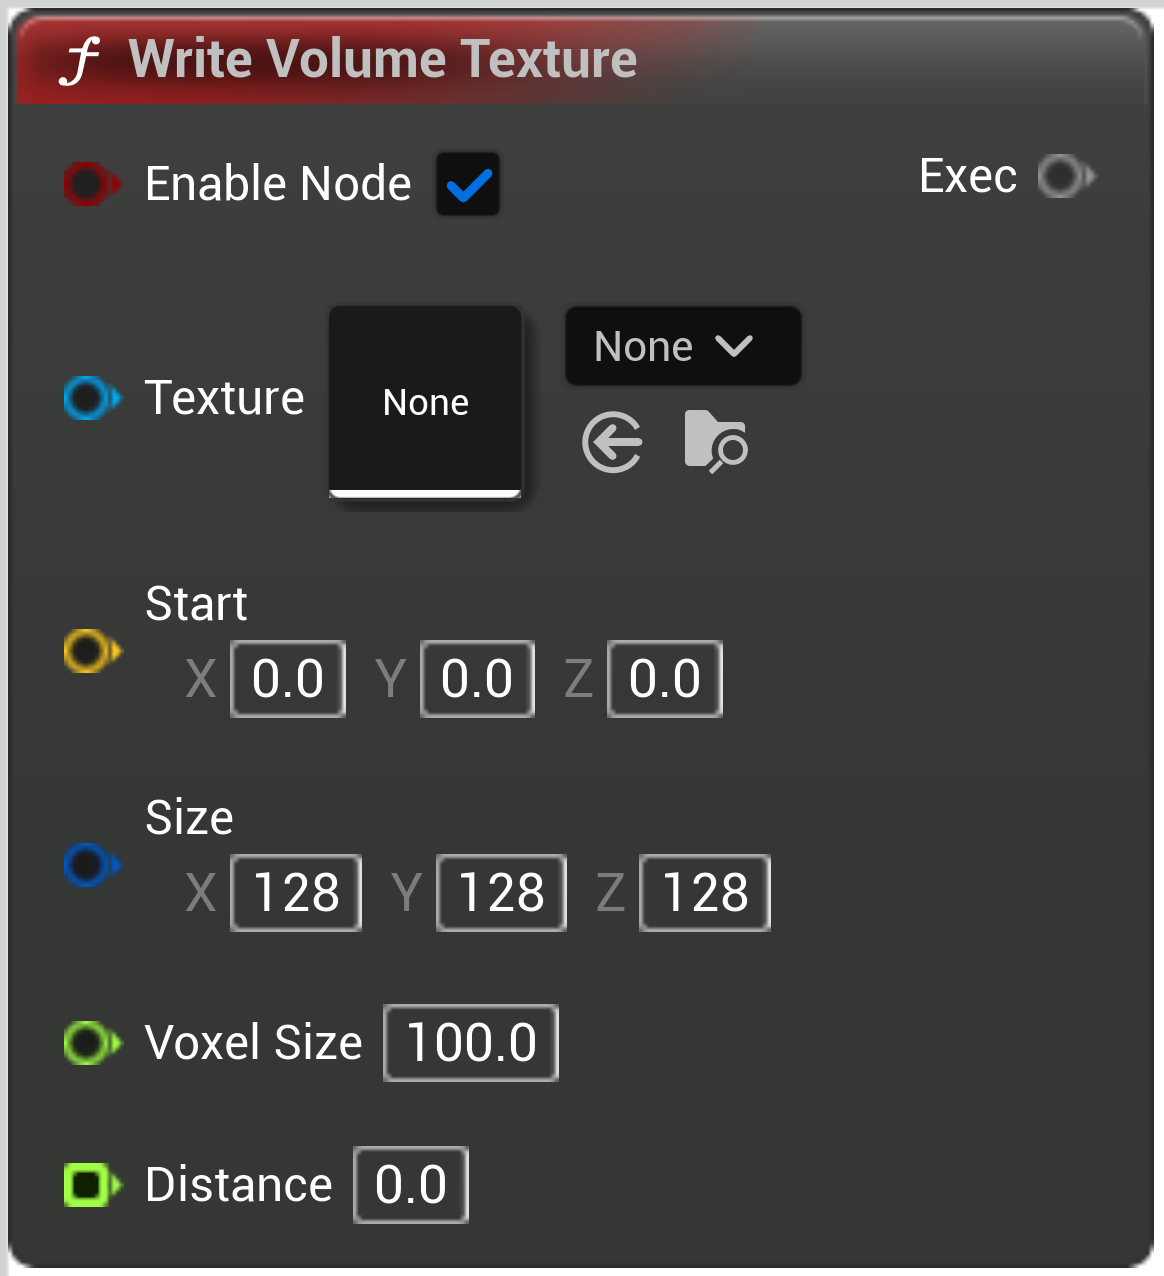 f Write Volume Texture
Enable Node
Exec
Texture
None
None
Start
X 0.0 Y 0.0 Z 0.0
Size
X 128 Y 128 Z 128
Voxel Size 100.0
Distance 0.0